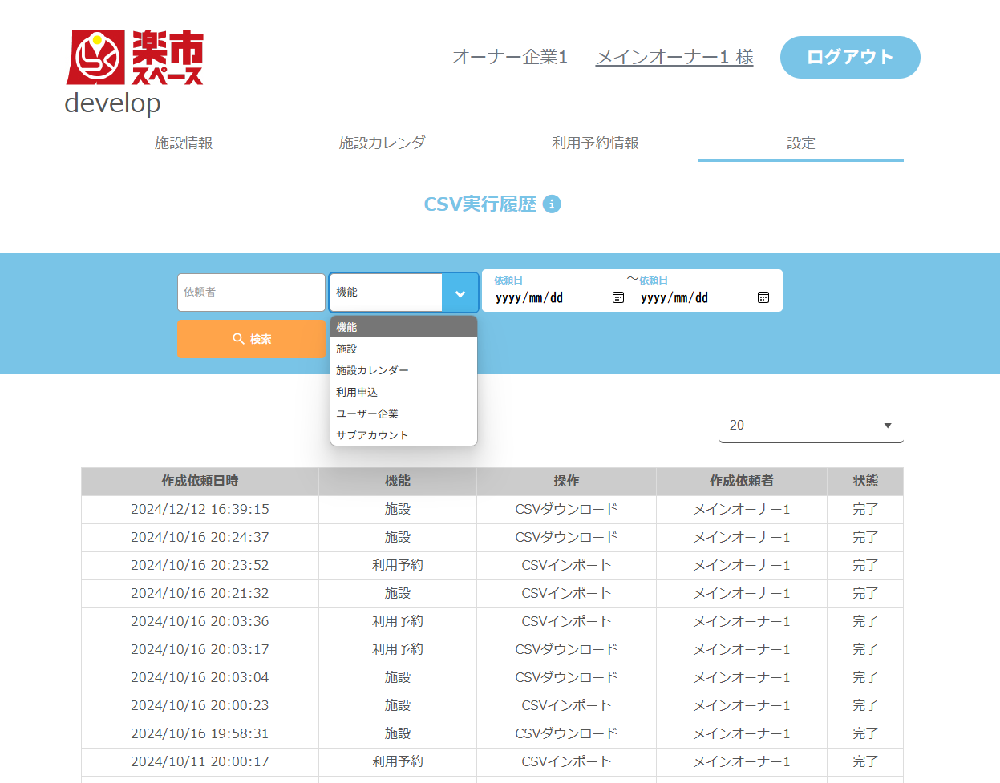 楽市
スペース
develop
オーナー企業1 メインオーナー1 様 ログアウト
施設情報 施設カレンダー 利用予約情報 設定
CSV実行履歴
依頼者 機能 依頼日 ～ 依頼日
yyyy/mm/dd yyyy/mm/dd
検索
機能
施設
施設カレンダー
利用申込
ユーザー企業
サブアカウント
20
作成依頼日時 機能 操作 作成依頼者 状態
2024/12/12 16:39:15 施設 CSVダウンロード メインオーナー1 完了
2024/10/16 20:24:37 施設 CSVダウンロード メインオーナー1 完了
2024/10/16 20:23:52 利用予約 CSVインポート メインオーナー1 完了
2024/10/16 20:21:32 施設 CSVインポート メインオーナー1 完了
2024/10/16 20:03:36 利用予約 CSVインポート メインオーナー1 完了
2024/10/16 20:03:17 利用予約 CSVダウンロード メインオーナー1 完了
2024/10/16 20:03:04 施設 CSVダウンロード メインオーナー1 完了
2024/10/16 20:00:23 施設 CSVインポート メインオーナー1 完了
2024/10/16 19:58:31 施設 CSVダウンロード メインオーナー1 完了
2024/10/11 20:00:17 利用予約 CSVインポート メインオーナー1 完了